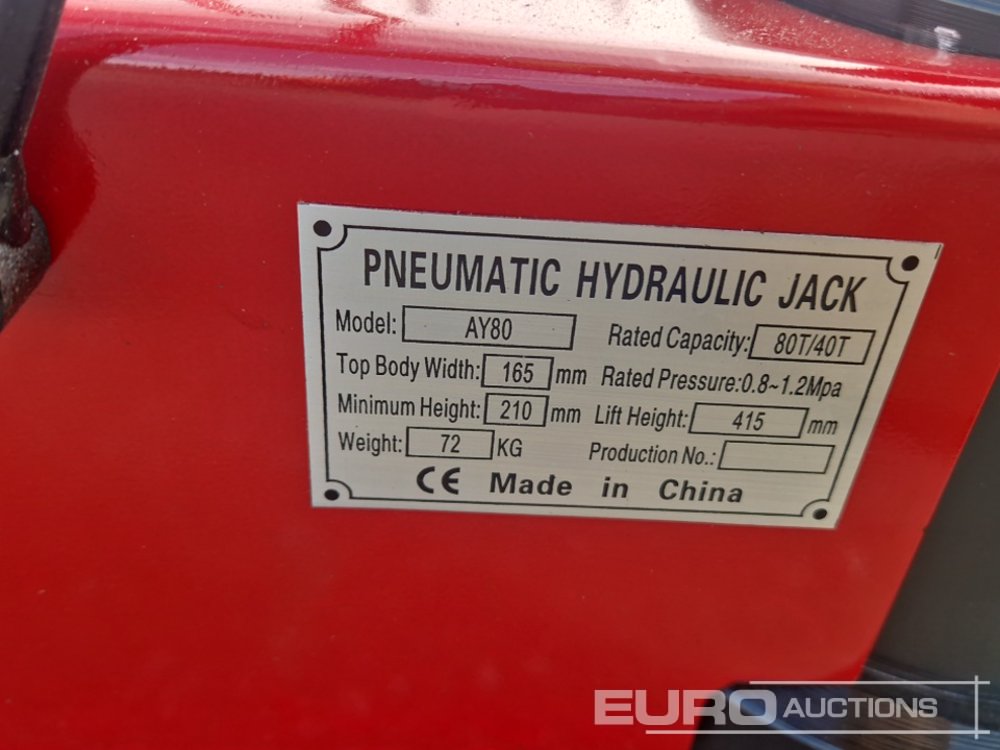 PNEUMATIC HYDRAULIC JACK
Model: AY80 Rated Capacity: 80T/40T
Top Body Width: 165 mm Rated Pressure:0.8~1.2Mpa
Minimum Height: 210 mm Lift Height: 415 mm
Weight: 72 KG Production No.:
CE Made in China
EURO AUCTIONS